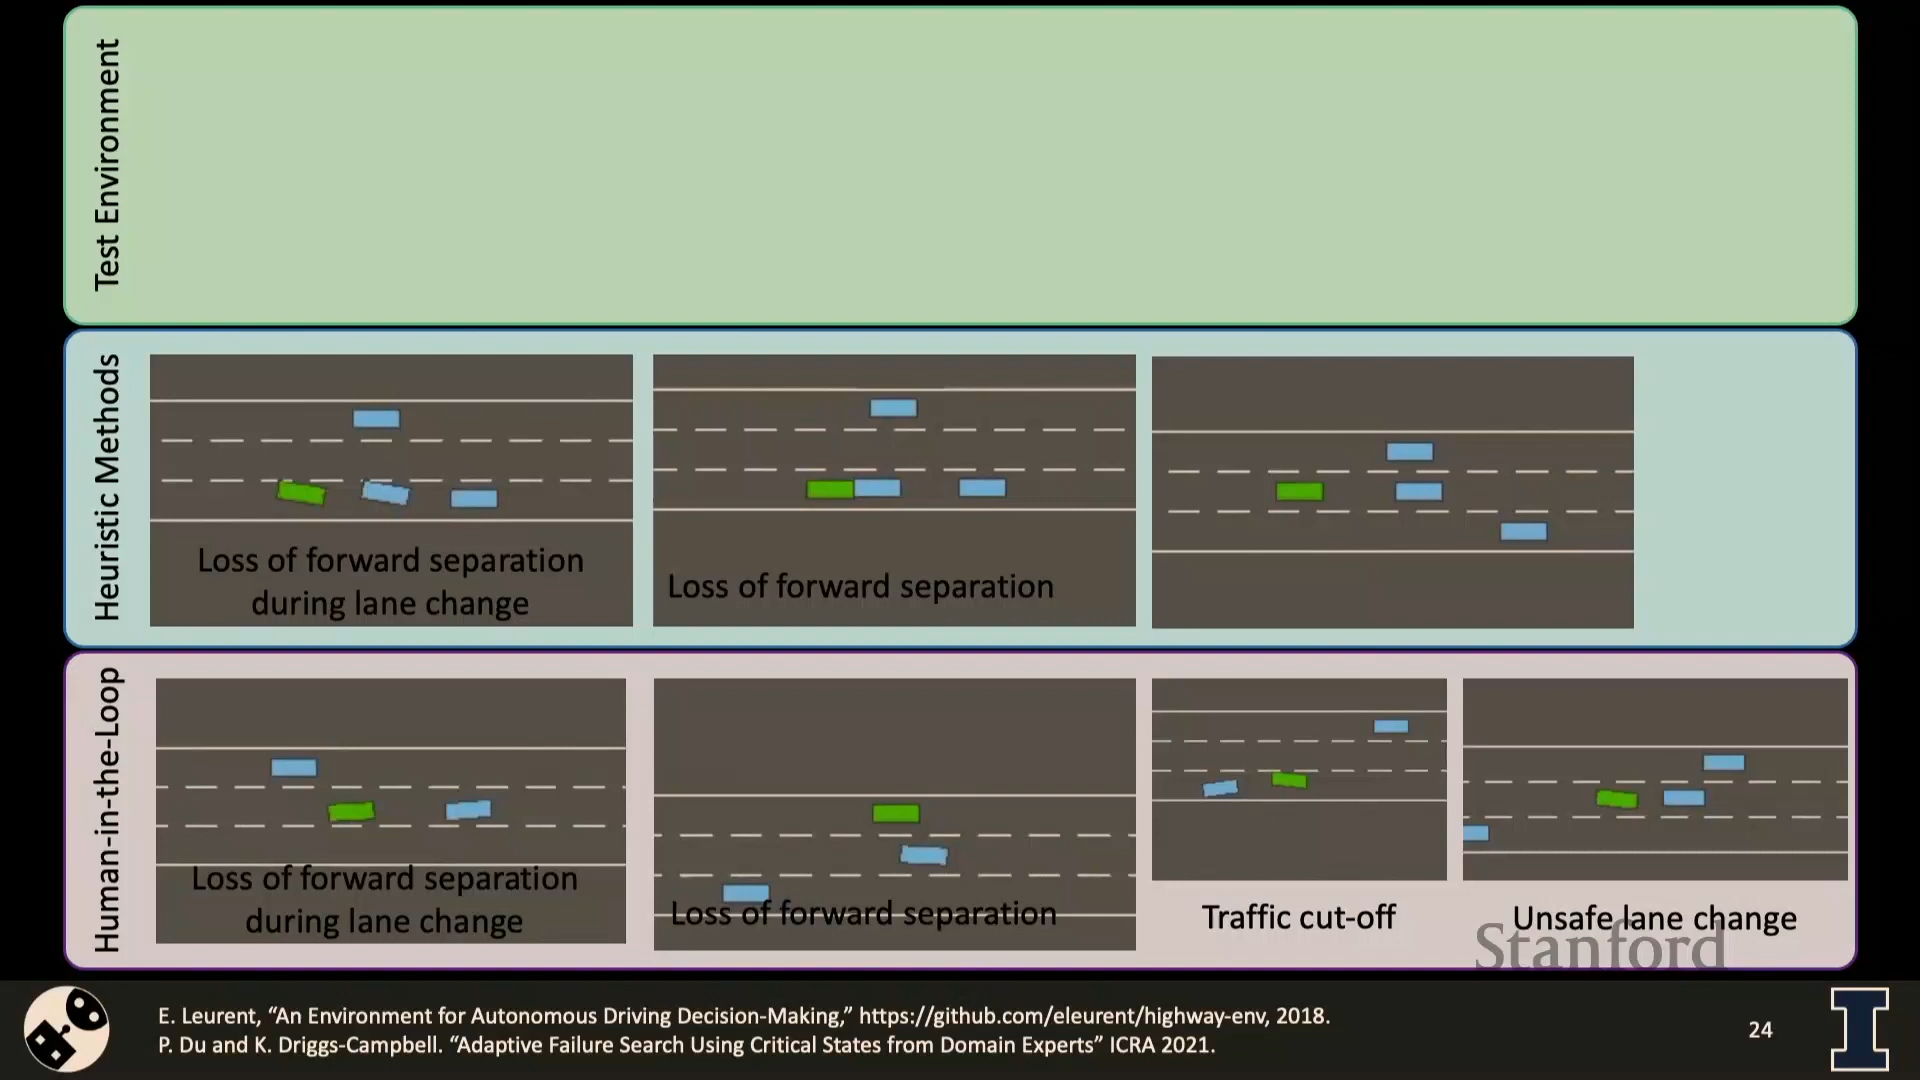 Test Environment
Heuristic Methods
Loss of forward separation
during lane change
Loss of forward separation
Human-in-the-Loop
Loss of forward separation
during lane change
Loss of forward separation
Traffic cut-off
Unsafe lane change
Stanford
E. Leurent, “An Environment for Autonomous Driving Decision-Making,” https://github.com/eleurent/highway-env, 2018.
P. Du and K. Driggs-Campbell. “Adaptive Failure Search Using Critical States from Domain Experts” ICRA 2021.
24
I